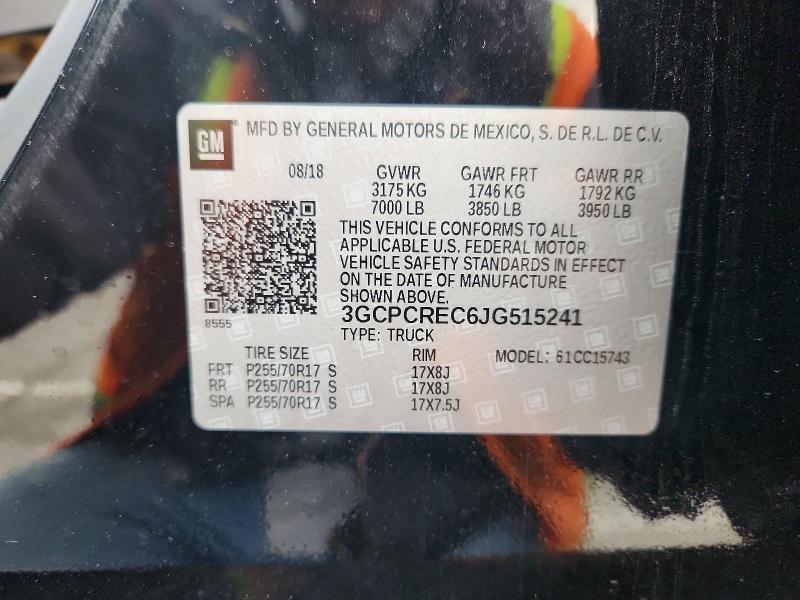 GM MFD BY GENERAL MOTORS DE MEXICO, S. DE R.L. DE C.V.
08/18 GVWR GAWR FRT GAWR RR
3175 KG 1746 KG 1792 KG
7000 LB 3850 LB 3950 LB
THIS VEHICLE CONFORMS TO ALL
APPLICABLE U.S. FEDERAL MOTOR
VEHICLE SAFETY STANDARDS IN EFFECT
ON THE DATE OF MANUFACTURE
SHOWN ABOVE.
3GCPCREC6JG515241
8555
TYPE: TRUCK
TIRE SIZE RIM MODEL: 61CC15743
FRT P255/70R17 S 17X8J
RR P255/70R17 S 17X8J
SPA P255/70R17 S 17X7.5J